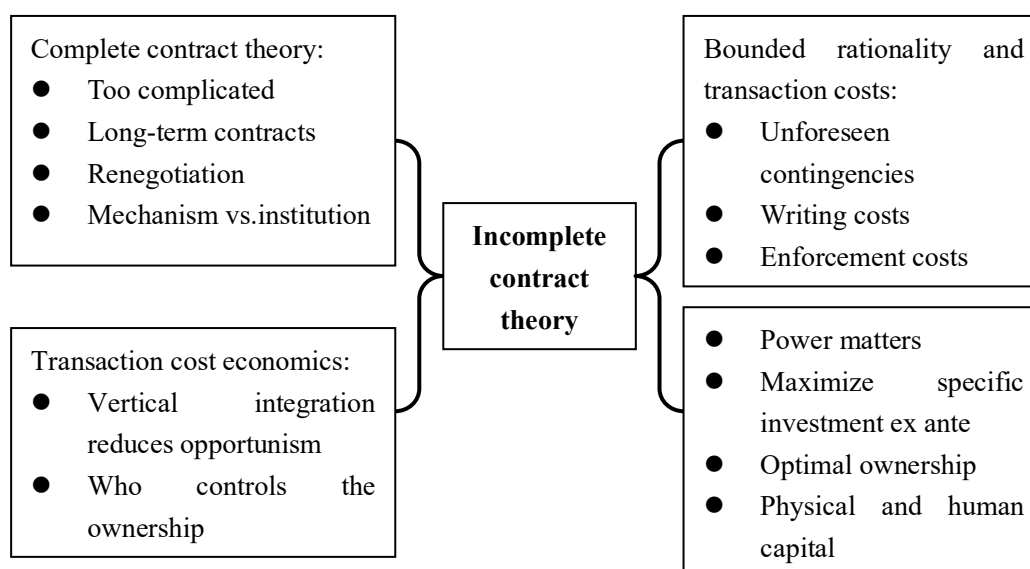 Complete contract theory:
● Too complicated
● Long-term contracts
● Renegotiation
● Mechanism vs.institution
Transaction cost economics:
● Vertical integration
reduces opportunism
● Who controls the
ownership
Incomplete
contract
theory
Bounded rationality and
transaction costs:
● Unforeseen
contingencies
● Writing costs
● Enforcement costs
● Power matters
● Maximize specific
investment ex ante
● Optimal ownership
● Physical and human
capital